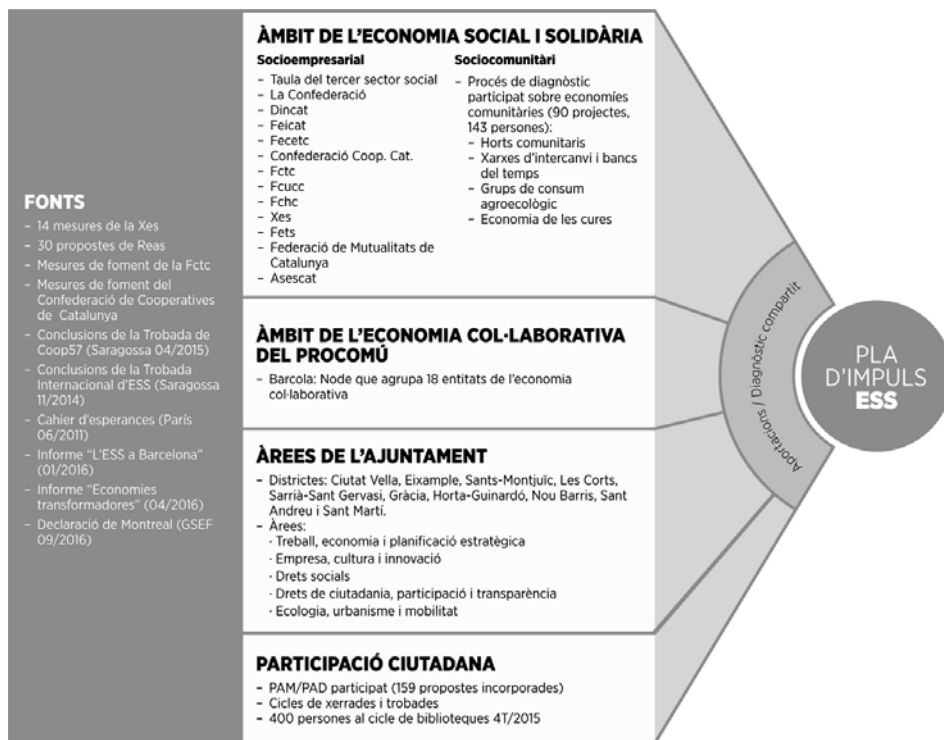 FONTS
– 14 mesures de la Xes
– 30 propostes de Reas
– Mesures de foment de la Fctc
– Mesures de foment del
Confederació de Cooperatives
de Catalunya
– Conclusions de la Trobada de
Coop57 (Saragossa 04/2015)
– Conclusions de la Trobada
Internacional d'ESS (Saragossa
11/2014)
– Cahier d'esperances (París
06/2011)
– Informe “L'ESS a Barcelona”
(01/2016)
– Informe “Economies
transformadores” (04/2016)
– Declaració de Montreal (GSEF
09/2016)
ÀMBIT DE L'ECONOMIA SOCIAL I SOLIDÀRIA
Socioempresarial
– Taula del tercer sector social
– La Confederació
– Dincat
– Feicat
– Fecetc
– Confederació Coop. Cat.
– Fctc
– Fcucc
– Fchc
– Xes
– Fets
– Federació de Mutualitats de
Catalunya
– Asescat
Sociocomunitàri
– Procés de diagnòstic
participat sobre economíes
comunitàries (90 projectes,
143 persones):
– Horts comunitaris
– Xarxes d'intercanvi i bancs
del temps
– Grups de consum
agroecològic
– Economia de les cures
ÀMBIT DE L'ECONOMIA COL·LABORATIVA
DEL PROCOMÚ
– Barcola: Node que agrupa 18 entitats de l'economia
col·laborativa
ÀREES DE L'AJUNTAMENT
– Districtes: Ciutat Vella, Eixample, Sants-Montjuïc, Les Corts,
Sarrià-Sant Gervasi, Gràcia, Horta-Guinardó, Nou Barris, Sant
Andreu i Sant Martí.
– Àrees:
· Treball, economia i planificació estratègica
· Empresa, cultura i innovació
· Drets socials
· Drets de ciutadania, participació i transparència
· Ecologia, urbanisme i mobilitat
PARTICIPACIÓ CIUTADANA
– PAM/PAD participat (159 propostes incorporades)
– Cicles de xerrades i trobades
– 400 persones al cicle de biblioteques 4T/2015
Aportacions / Diagnòstic compartit
PLA
D'IMPULS
ESS